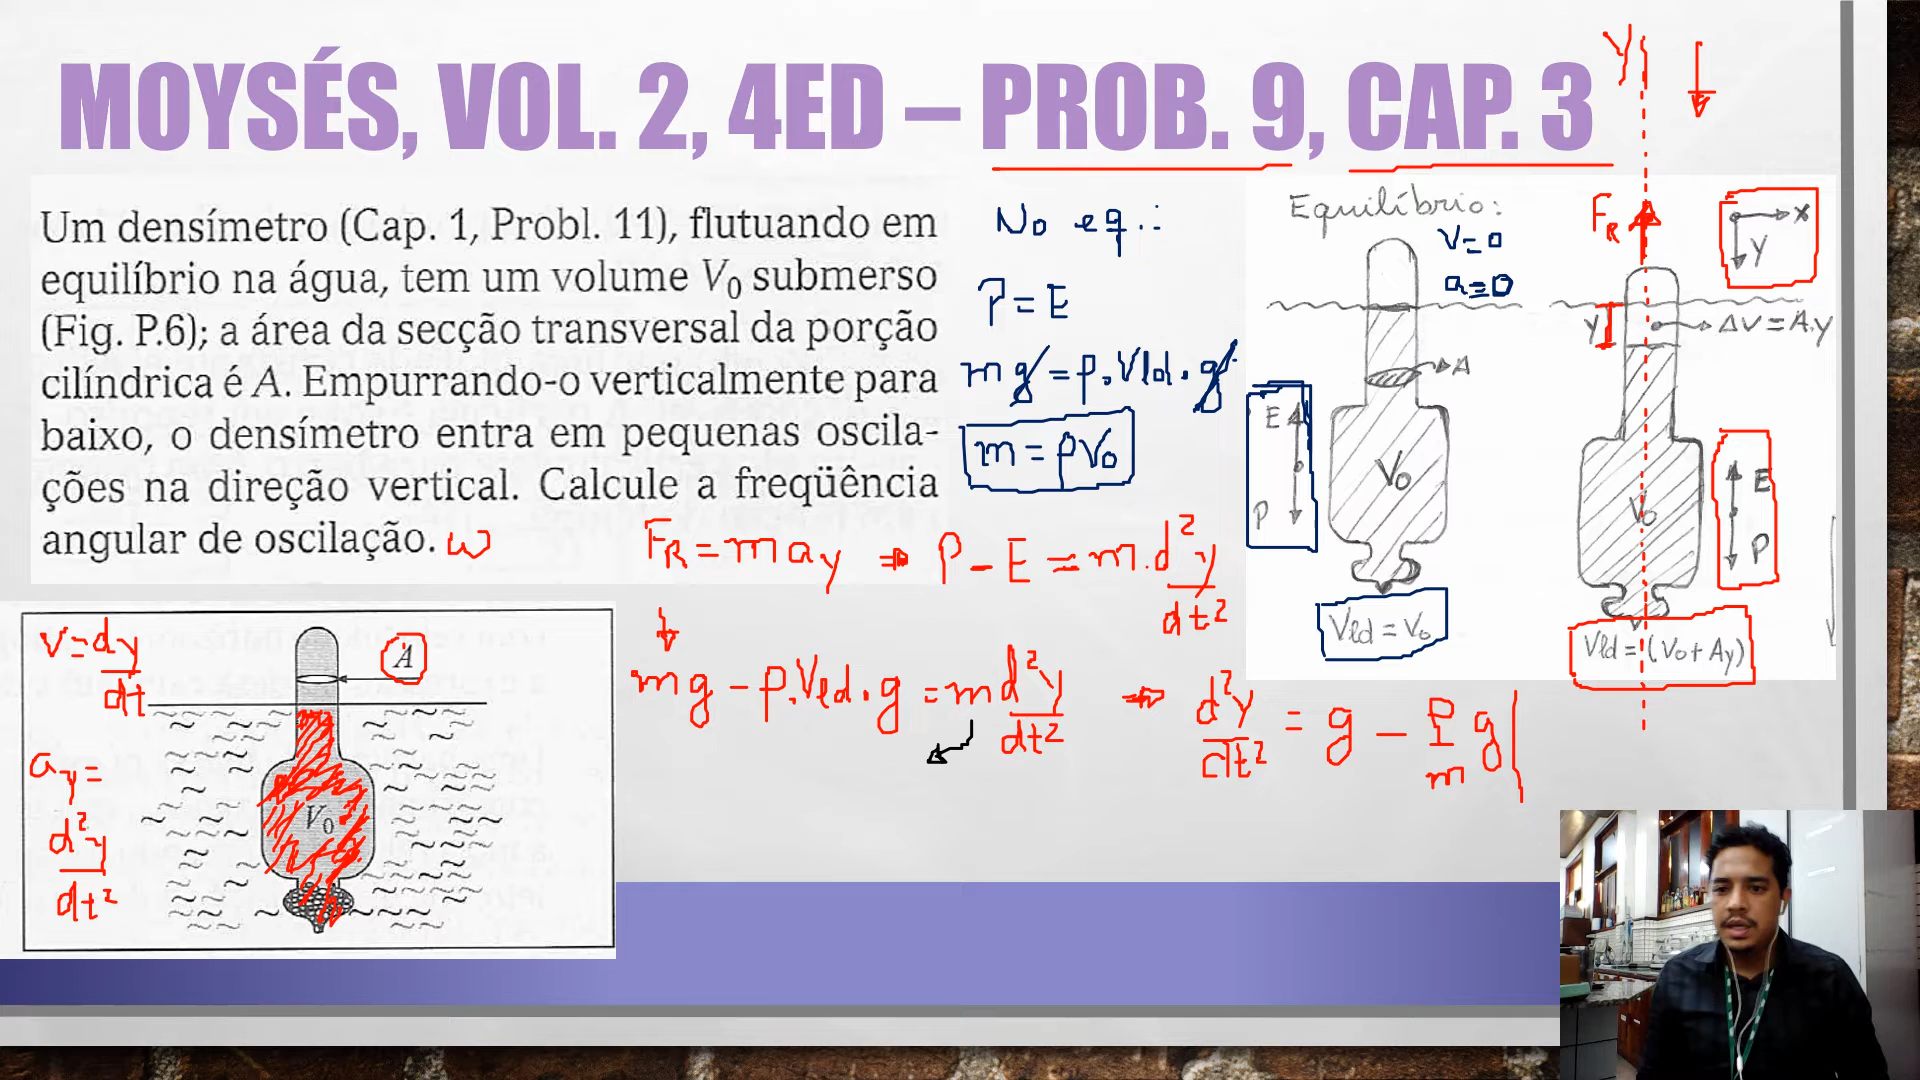 MOYSÉS, VOL. 2, 4ED – PROB. 9, CAP. 3
Um densímetro (Cap. 1, Probl. 11), flutuando em
equilíbrio na água, tem um volume V₀ submerso
(Fig. P.6); a área da secção transversal da porção
cilíndrica é A. Empurrando-o verticalmente para
baixo, o densímetro entra em pequenas oscila-
ções na direção vertical. Calcule a freqüência
angular de oscilação. ω
No eq.:
P = E
mg = ρ.Vld.g
m = ρV₀
FR = m ay ⇒ P - E = m.d²y/dt²
mg - ρ.Vld.g = m d²y/dt² ⇒ d²y/dt² = g - ρ/m g
V = dy/dt
ay =
d²y/dt²
A
V₀
Equilíbrio:
V=0
a=0
A
E
P
V₀
Vld = V₀
Y
FR
x
Y
Y
ΔV = A.y
V₀
E
P
Vld = (V₀ + Ay)